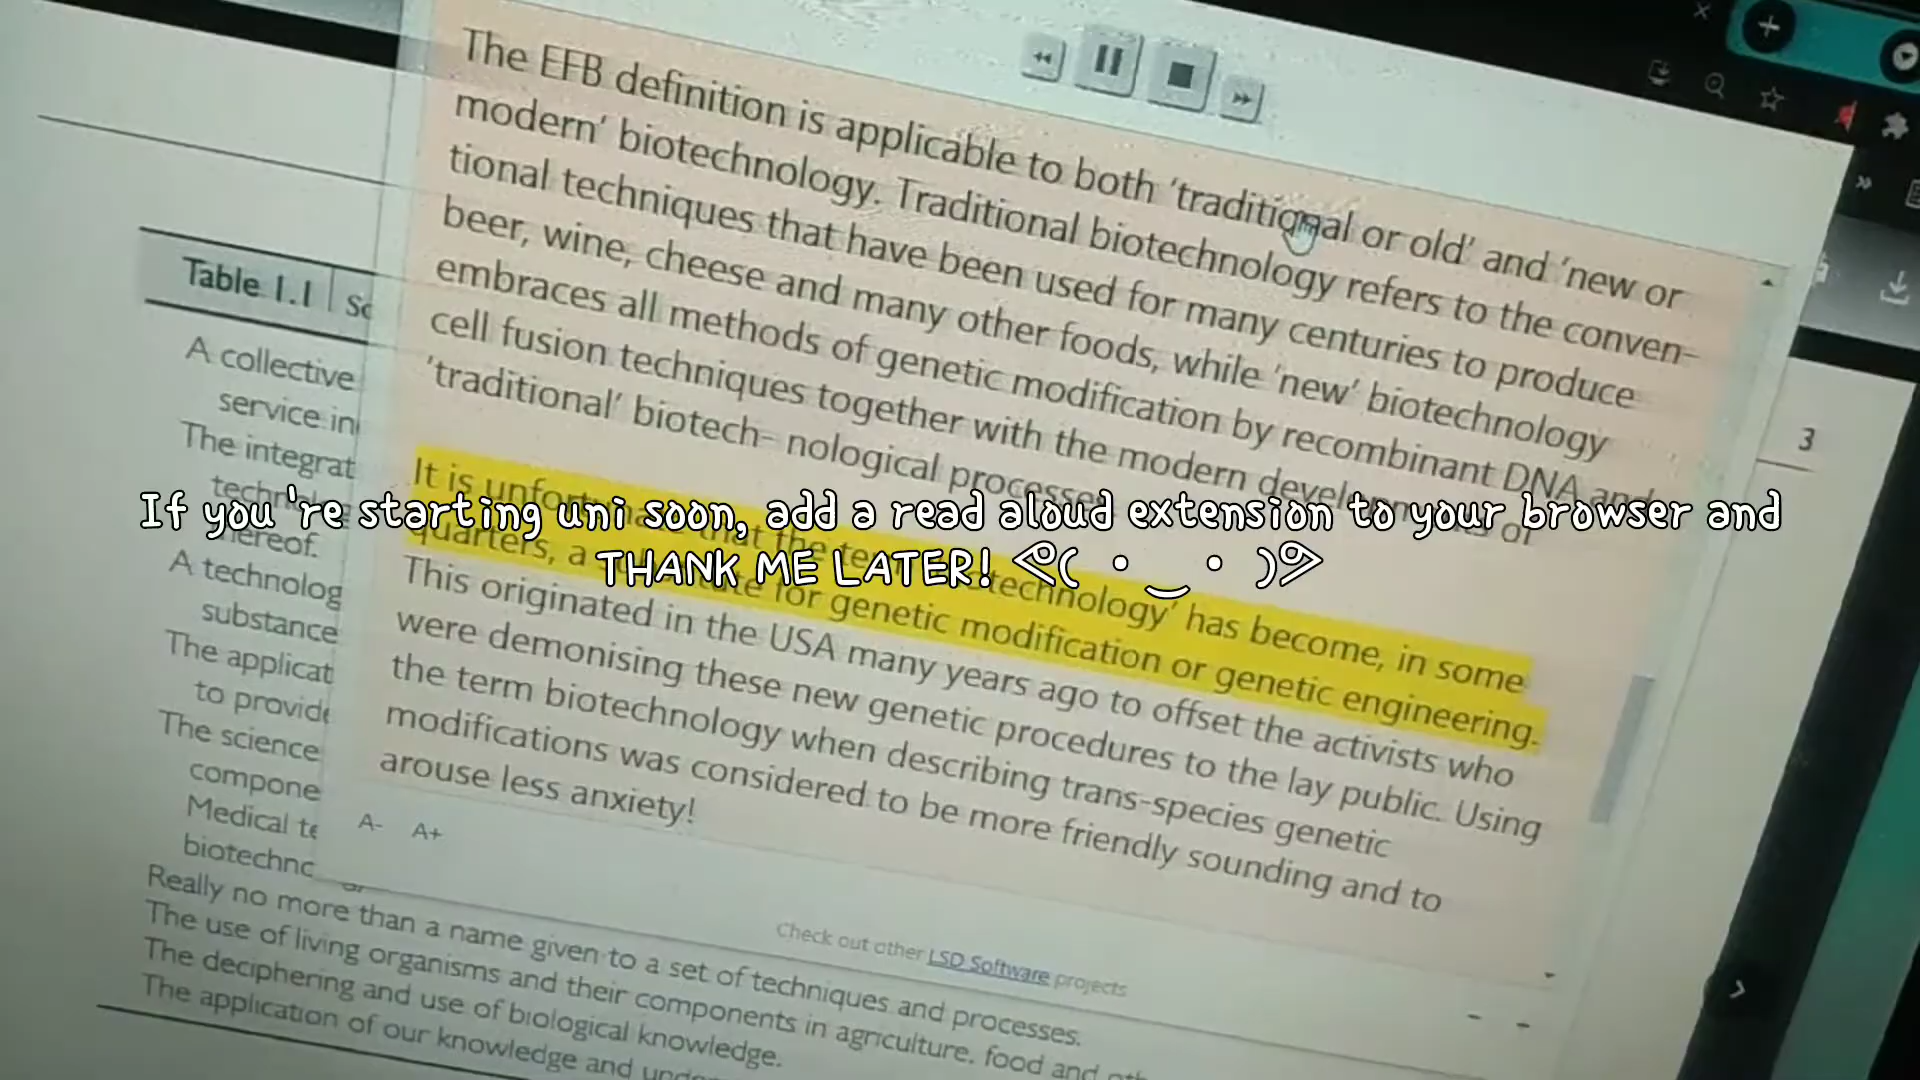 The EFB definition is applicable to both 'traditional or old' and 'new or
modern' biotechnology. Traditional biotechnology refers to the conven-
tional techniques that have been used for many centuries to produce
beer, wine, cheese and many other foods, while 'new' biotechnology
embraces all methods of genetic modification by recombinant DNA and
cell fusion techniques together with the modern developments of
'traditional' biotech- nological processes
It is that the technology' has become, in some
quarters, a for genetic modification or genetic engineering.
This originated in the USA many years ago to offset the activists who
were demonising these new genetic procedures to the lay public. Using
the term biotechnology when describing trans-species genetic
modifications was considered to be more friendly sounding and to
arouse less anxiety!
A- A+
Check out other LSD Software projects
If you're starting uni soon, add a read aloud extension to your browser and
THANK ME LATER! ᕙ( • ‿ • )ᕗ
3
Table 1.1
A collective
service in
The integrat
hereof.
A technolog
substance
The applicat
to provide
The science
compone
Medical te
biotechnc
Really no more than a name given to a set of techniques and processes.
The use of living organisms and their components in agriculture, food and
The deciphering and use of biological knowledge.
The application of our knowledge and